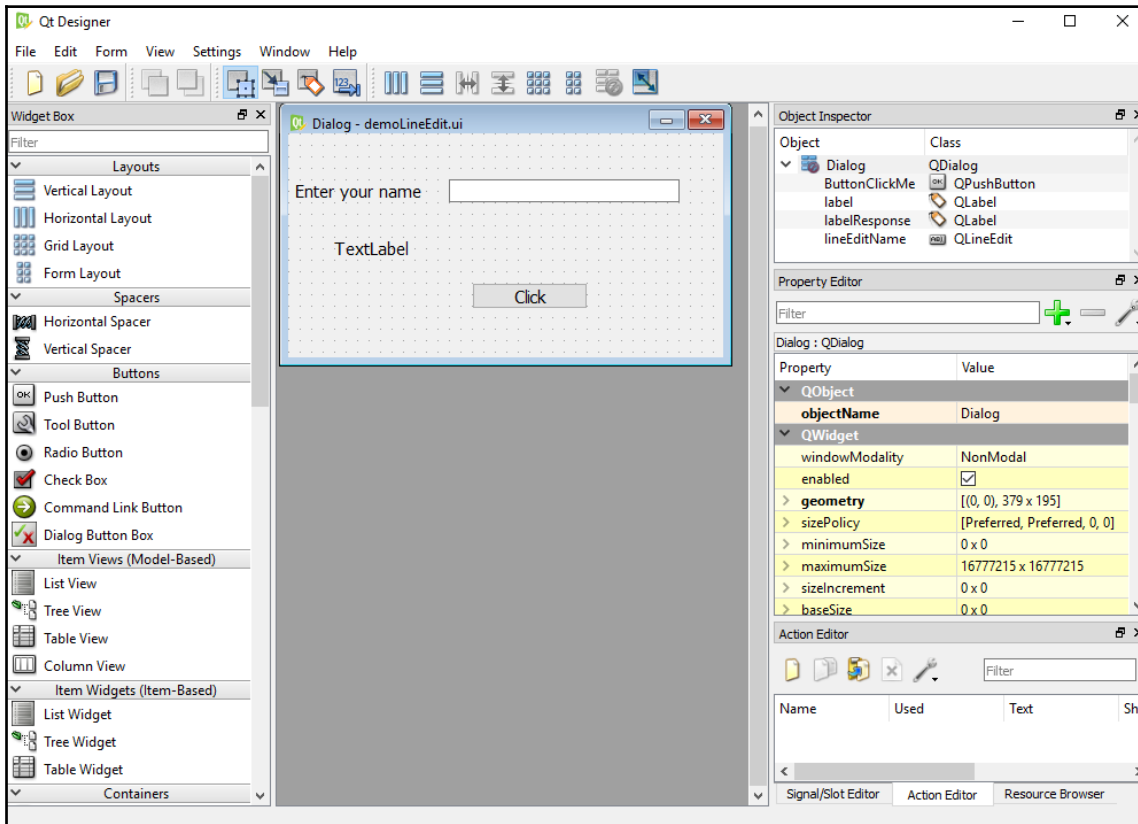 Qt Designer
File Edit Form View Settings Window Help
Widget Box
Filter
Layouts
Vertical Layout
Horizontal Layout
Grid Layout
Form Layout
Spacers
Horizontal Spacer
Vertical Spacer
Buttons
OK Push Button
Tool Button
Radio Button
Check Box
Command Link Button
Dialog Button Box
Item Views (Model-Based)
List View
Tree View
Table View
Column View
Item Widgets (Item-Based)
List Widget
Tree Widget
Table Widget
Containers
Dialog - demoLineEdit.ui
Enter your name
TextLabel
Click
Object Inspector
Object Class
Dialog QDialog
ButtonClickMe OK QPushButton
label QLabel
labelResponse QLabel
lineEditName QLineEdit
Property Editor
Filter
Dialog : QDialog
Property Value
QObject
objectName Dialog
QWidget
windowModality NonModal
enabled
geometry [(0, 0), 379 x 195]
sizePolicy [Preferred, Preferred, 0, 0]
minimumSize 0 x 0
maximumSize 16777215 x 16777215
sizeIncrement 0 x 0
baseSize 0 x 0
Action Editor
Filter
Name Used Text Sh
Signal/Slot Editor Action Editor Resource Browser